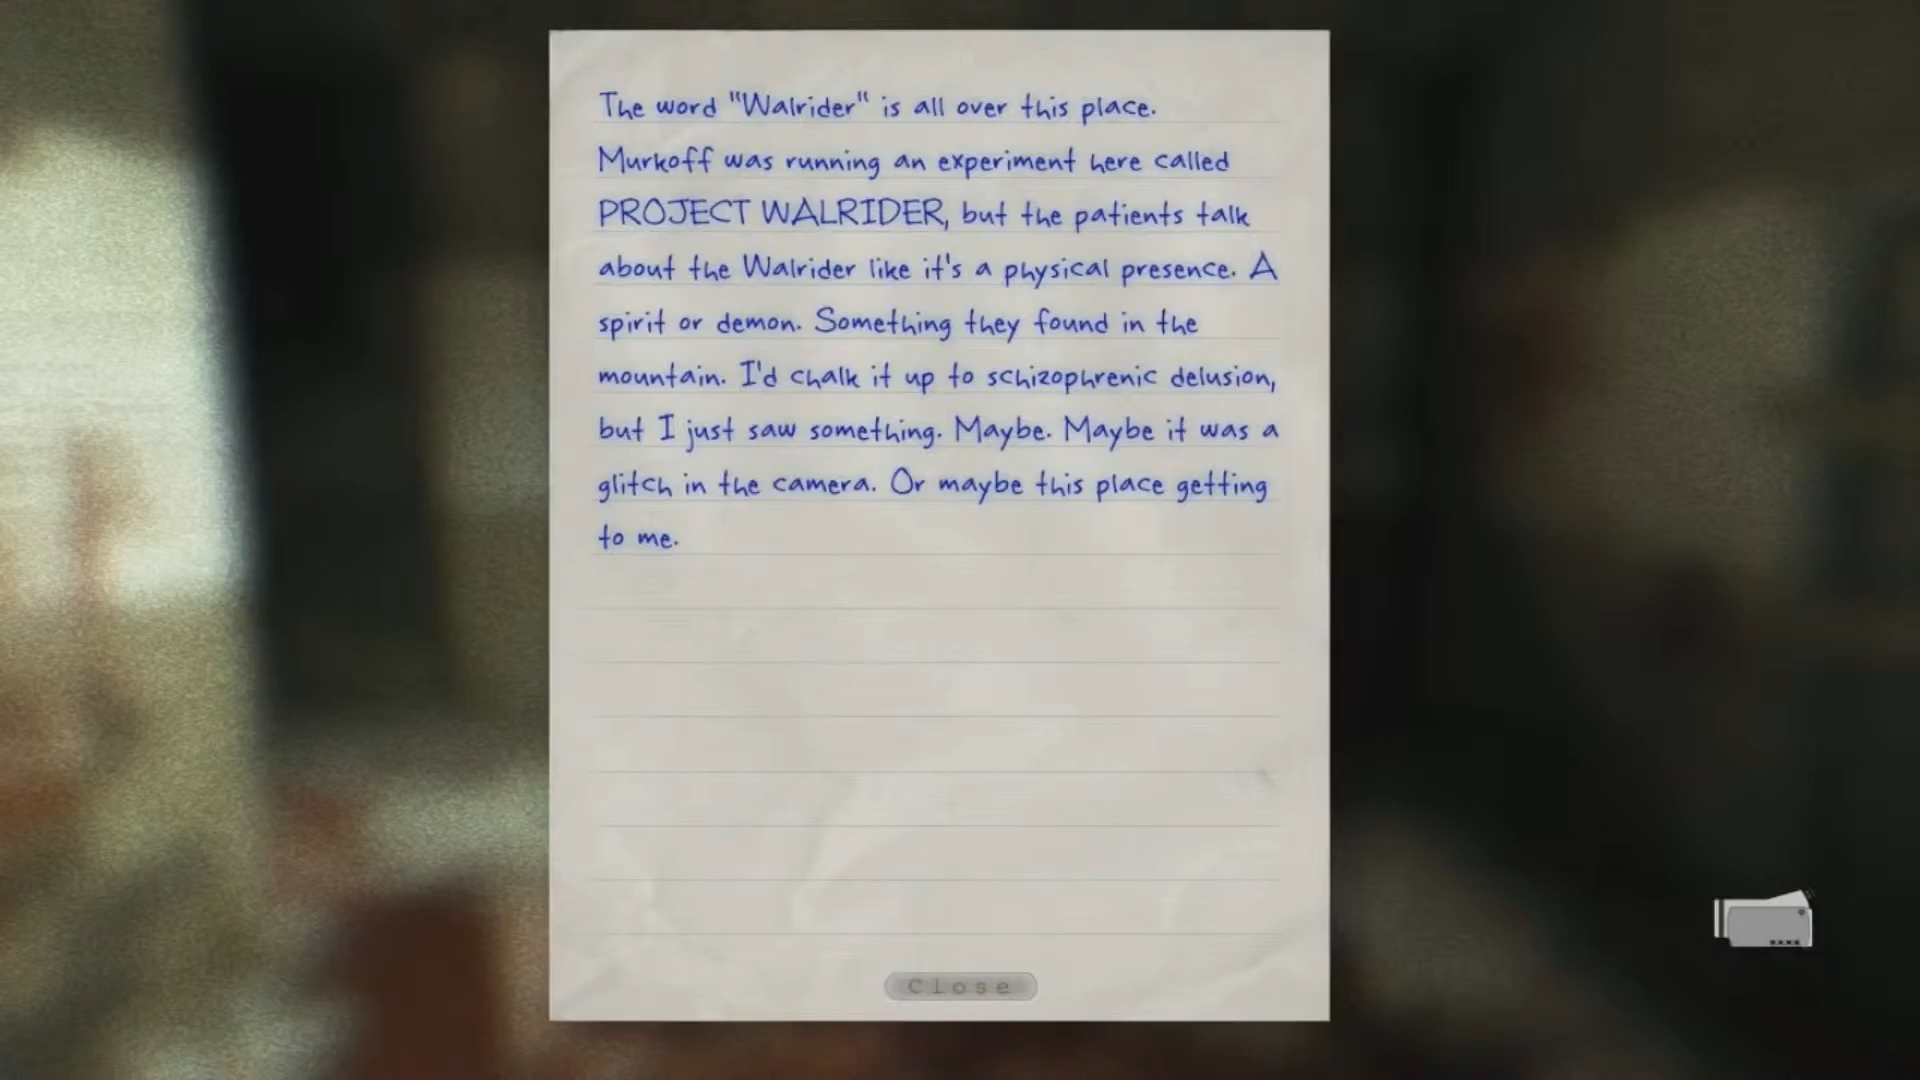 The word "Walrider" is all over this place.
Murkoff was running an experiment here called
PROJECT WALRIDER, but the patients talk
about the Walrider like it's a physical presence. A
spirit or demon. Something they found in the
mountain. I'd chalk it up to schizophrenic delusion,
but I just saw something. Maybe. Maybe it was a
glitch in the camera. Or maybe this place getting
to me.
Close